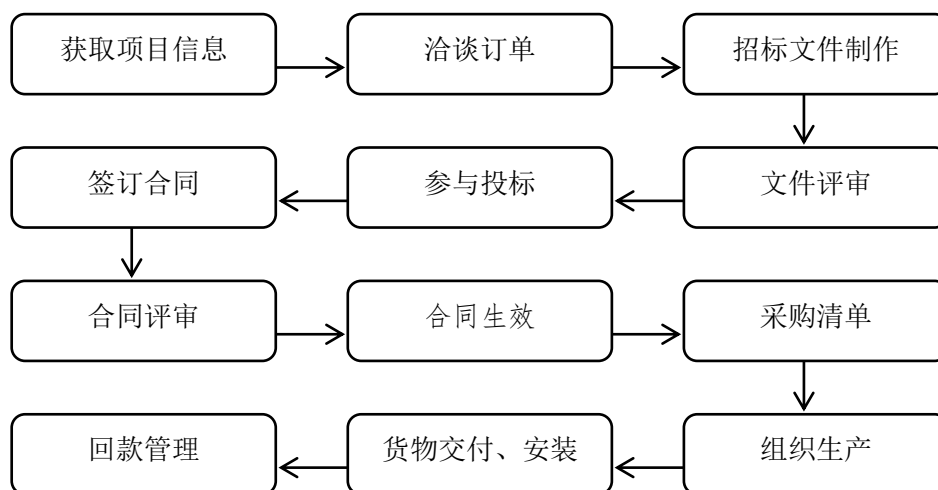 获取项目信息
洽谈订单
招标文件制作
签订合同
参与投标
文件评审
合同评审
合同生效
采购清单
回款管理
货物交付、安装
组织生产